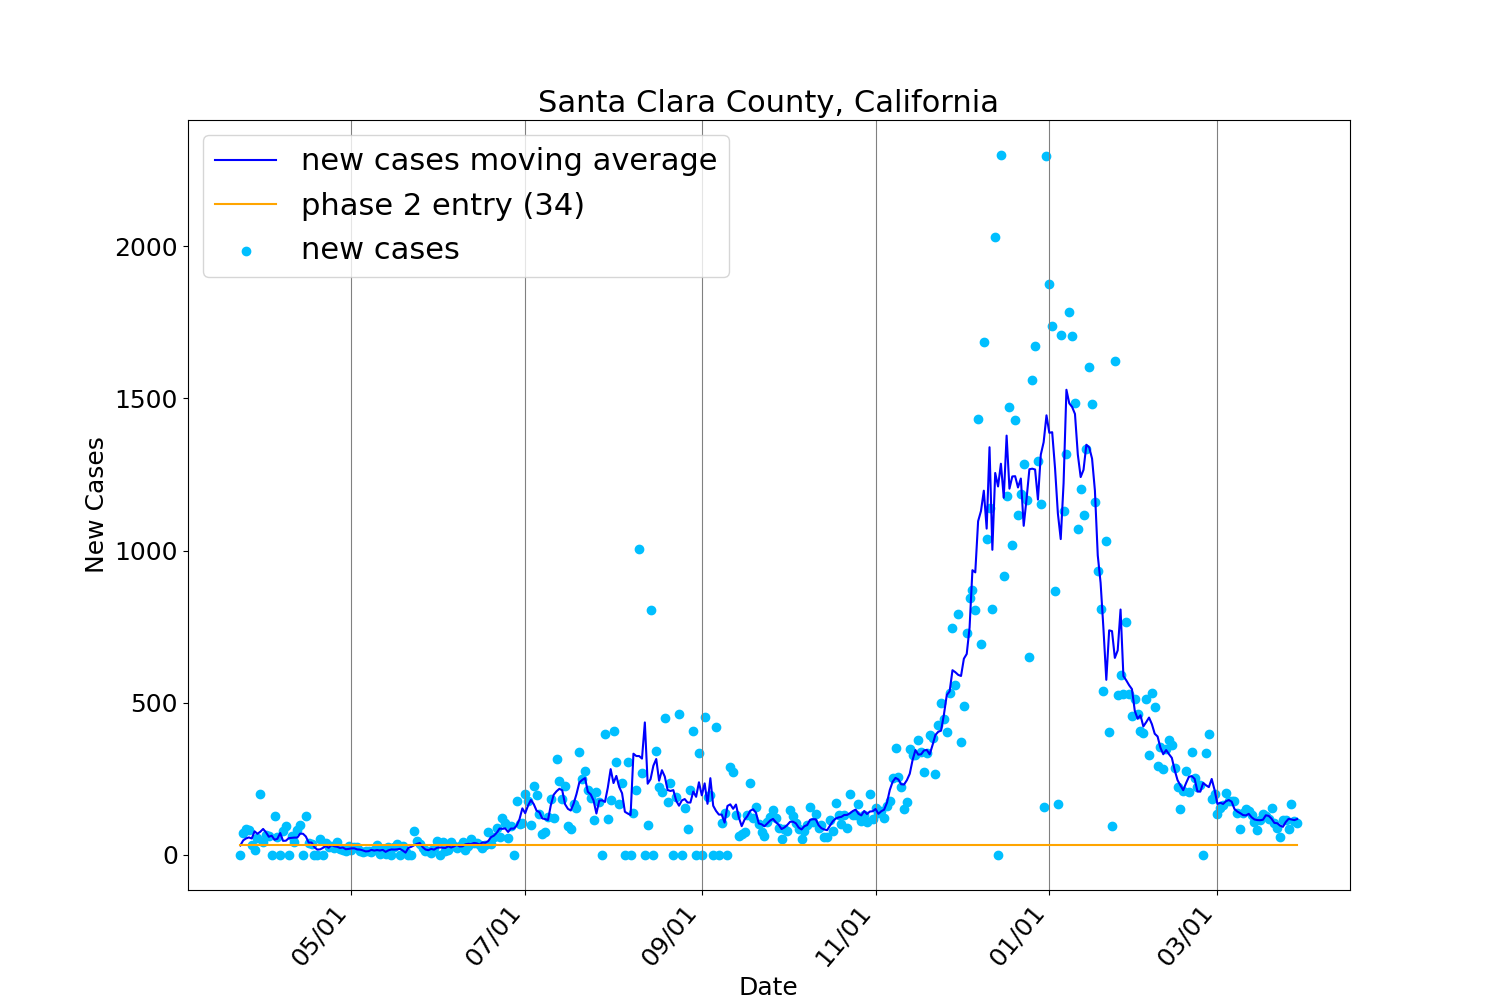 Santa Clara County, California
new cases moving average
phase 2 entry (34)
new cases
New Cases
2000
1500
1000
500
0
05/01
07/01
09/01
11/01
01/01
03/01
Date